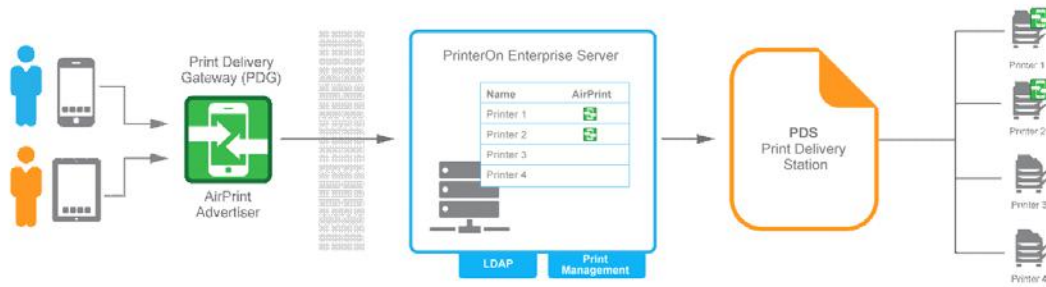 Print Delivery
Gateway (PDG)
AirPrint
Advertiser
PrinterOn Enterprise Server
Name AirPrint
Printer 1
Printer 2
Printer 3
Printer 4
LDAP
Print
Management
PDS
Print Delivery
Station
Printer 1
Printer 2
Printer 3
Printer 4